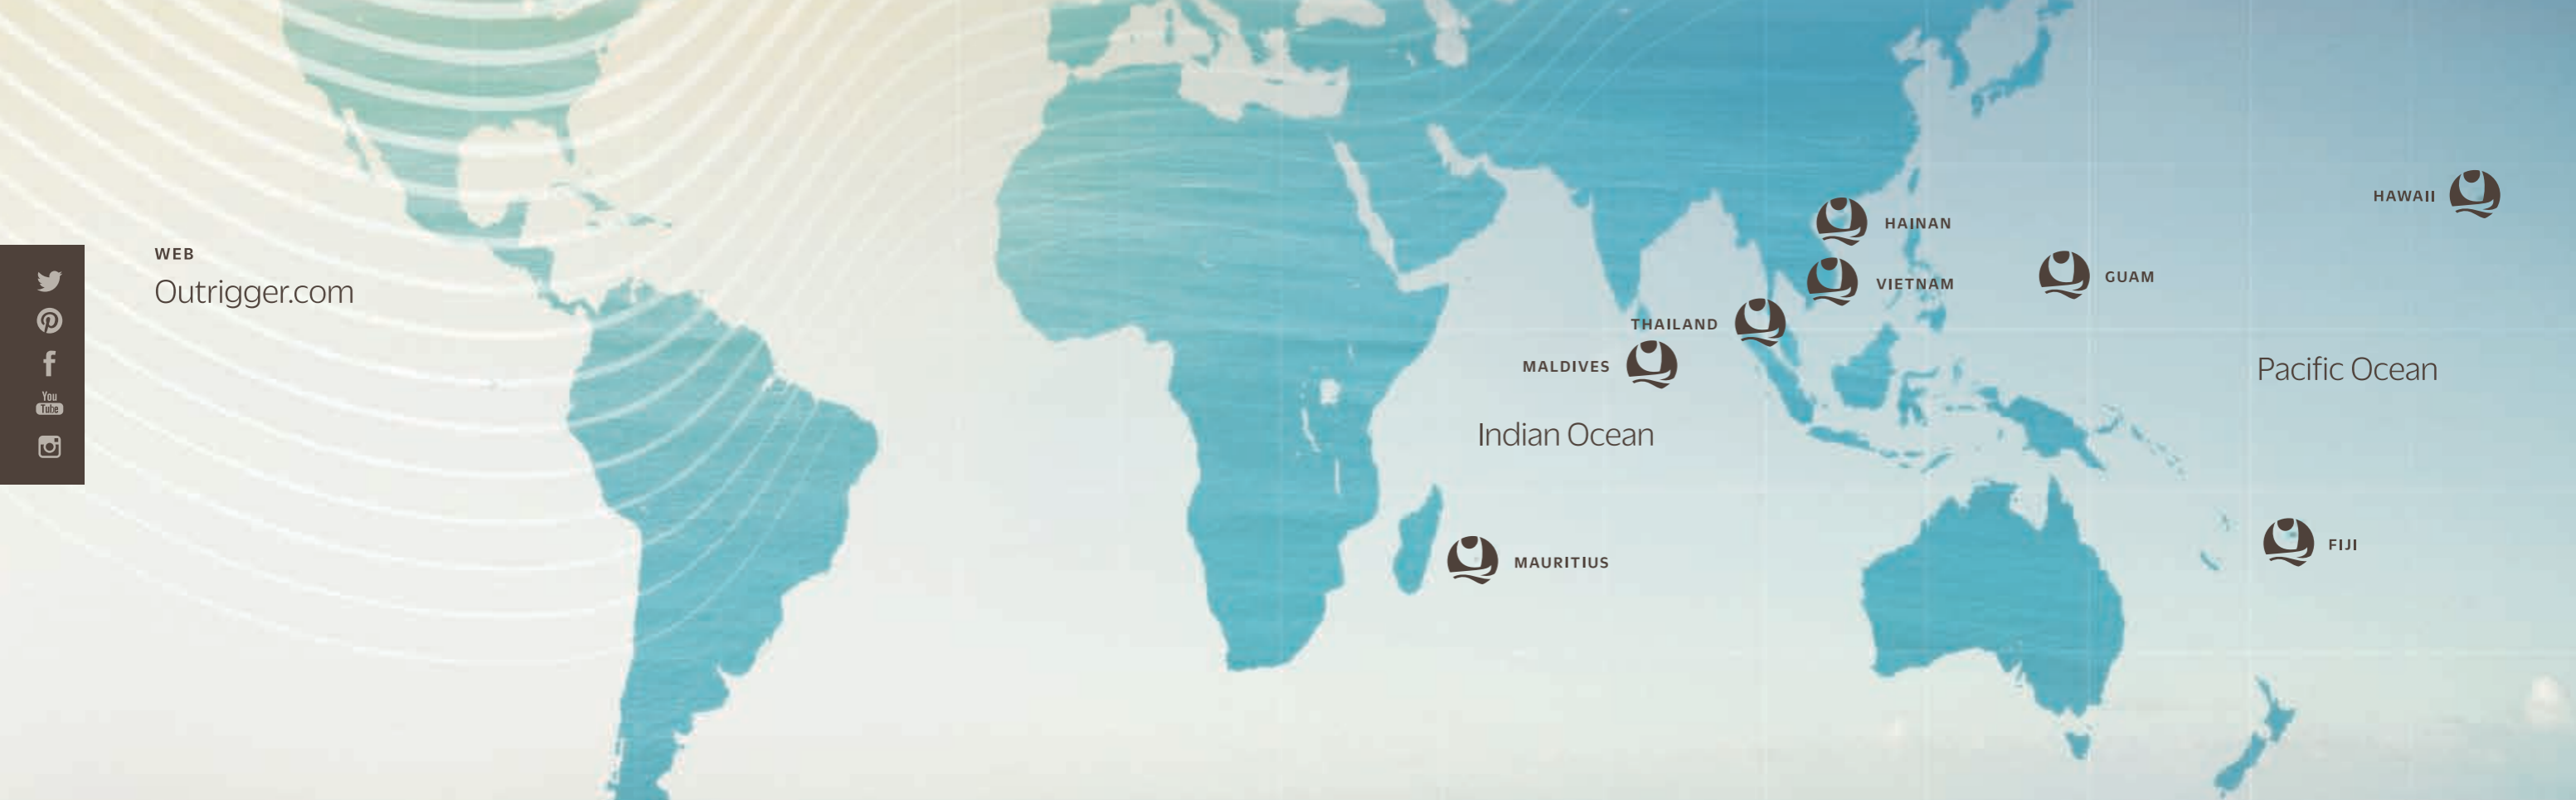 WEB
Outrigger.com
You
Tube
HAWAII
HAINAN
GUAM
VIETNAM
THAILAND
MALDIVES
Pacific Ocean
Indian Ocean
FIJI
MAURITIUS